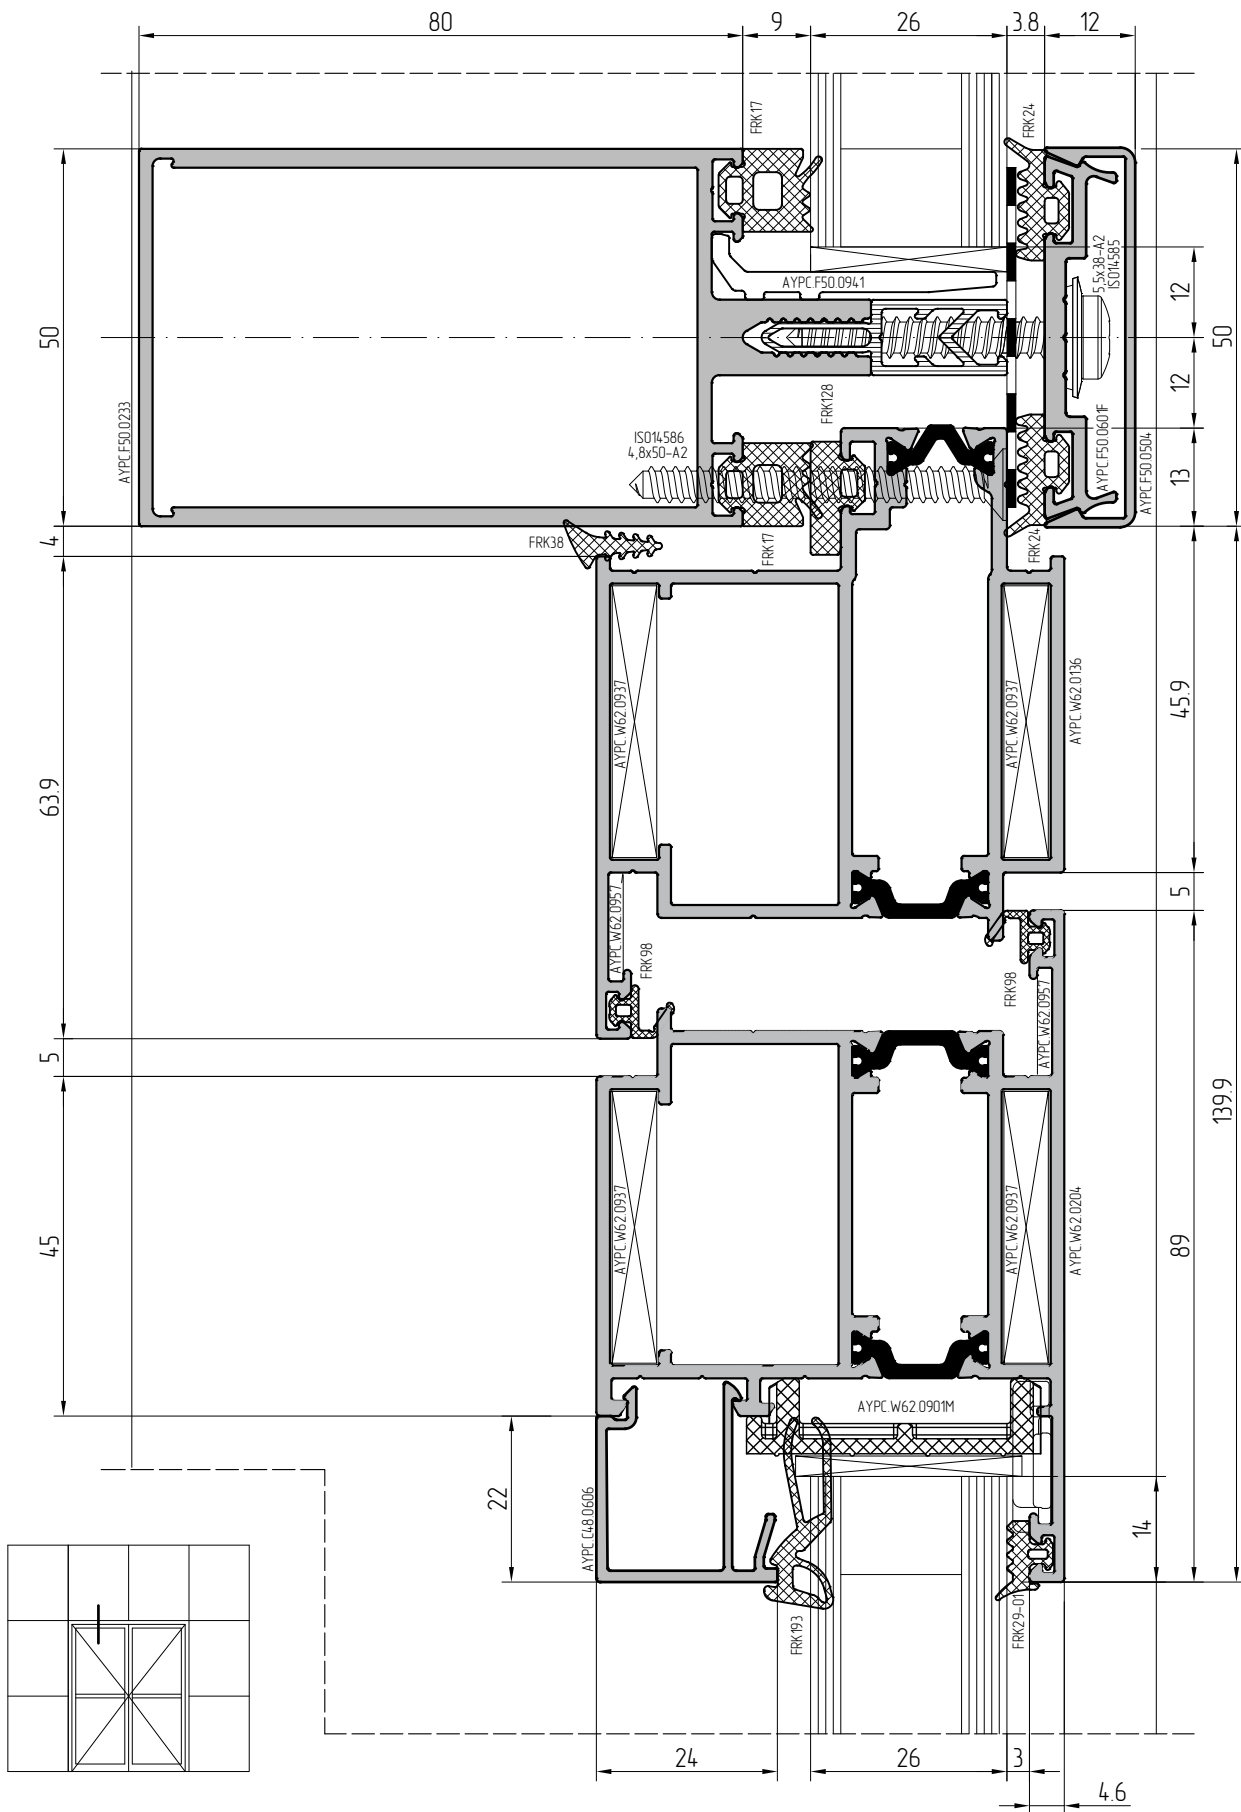 80
9
26
3.8
12
FRK17
FRK24
50
AYPC.F50.0941
5,5x38-A2
ISO14585
12
50
12
AYPC.F50.0233
FRK128
ISO14586
4,8x50-A2
AYPC.F50.0601F
AYPC.F50.0504
13
4
FRK38
FRK17
FRK24
63.9
AYPC.W62.0937
AYPC.W62.0937
AYPC.W62.0136
45.9
5
AYPC.W62.0957
FRK98
FRK98
AYPC.W62.0957
5
139.9
45
AYPC.W62.0937
AYPC.W62.0937
AYPC.W62.0204
89
AYPC.W62.0901M
22
AYPC.C48.0606
14
FRK193
FRK29-01
24
26
3
4.6